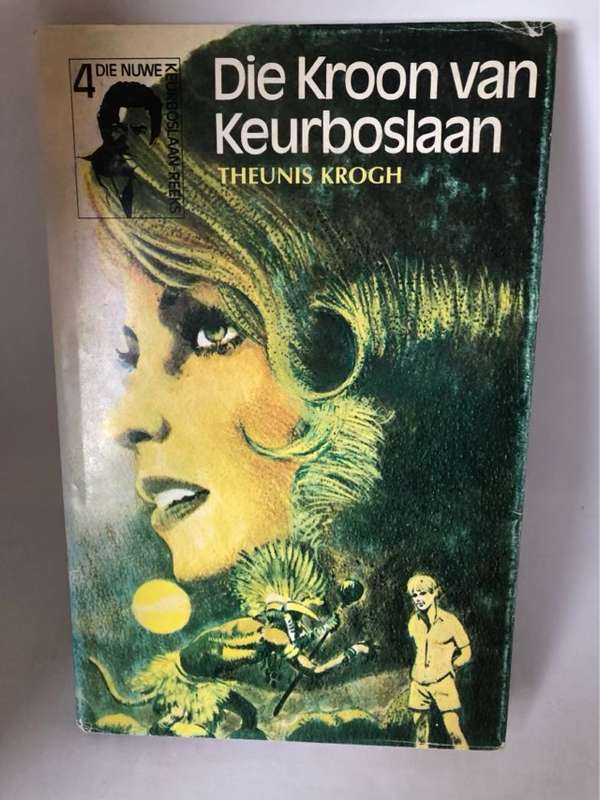 4 DIE NUWE
KEURBOSLAAN-REEKS
Die Kroon van
Keurboslaan
THEUNIS KROGH